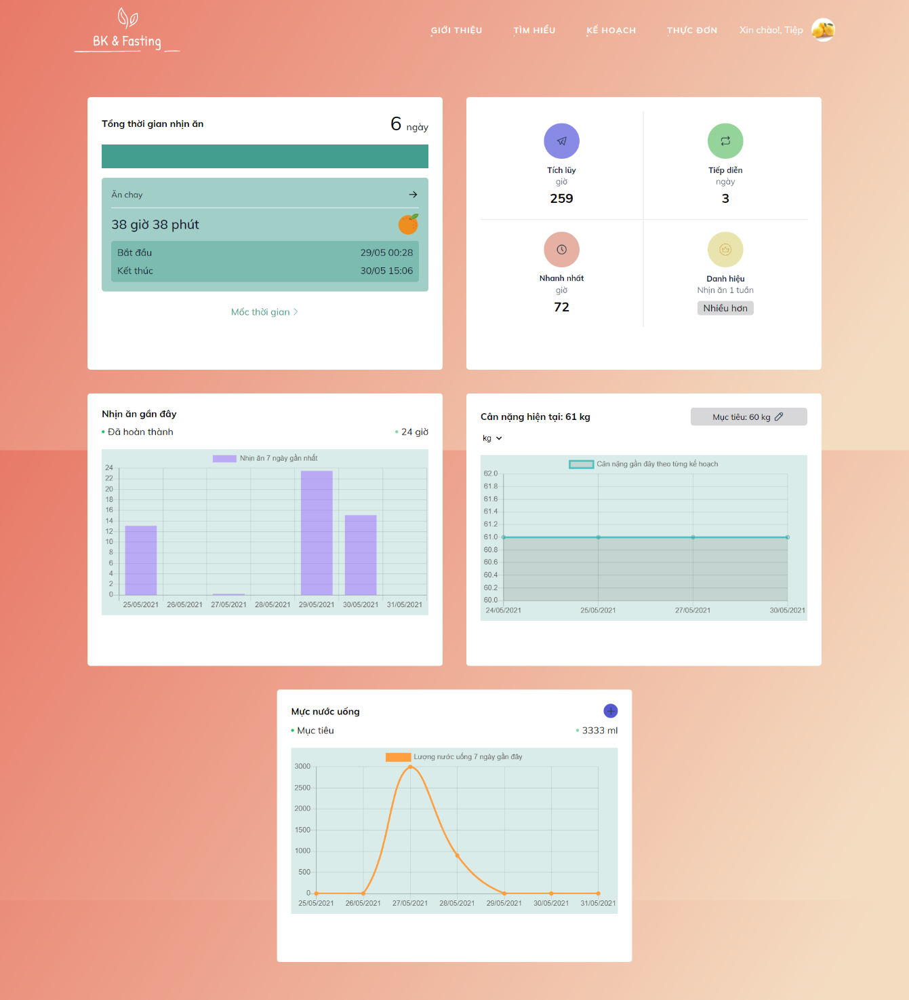 BK & Fasting
GIỚI THIỆU
TÌM HIỂU
KẾ HOẠCH
THỰC ĐƠN
Xin chào!, Tiệp
Tổng thời gian nhịn ăn
6 ngày
Ăn chay
38 giờ 38 phút
Bắt đầu 29/05 00:28
Kết thúc 30/05 15:06
Mốc thời gian
Tích lũy
giờ
259
Tiếp diễn
ngày
3
Nhanh nhất
giờ
72
Danh hiệu
Nhịn ăn 1 tuần
Nhiều hơn
Nhịn ăn gần đây
Đã hoàn thành 24 giờ
Nhịn ăn 7 ngày gần nhất
24
22
20
18
16
14
12
10
8
6
4
2
0
25/05/2021 26/05/2021 27/05/2021 28/05/2021 29/05/2021 30/05/2021 31/05/2021
Cân nặng hiện tại: 61 kg
Mục tiêu: 60 kg
kg
Cân nặng gần đây theo từng kế hoạch
62.0
61.8
61.6
61.4
61.2
61.0
60.8
60.6
60.4
60.2
60.0
24/05/2021 25/05/2021 27/05/2021 30/05/2021
Mực nước uống
Mục tiêu 3333 ml
Lượng nước uống 7 ngày gần đây
3000
2500
2000
1500
1000
500
0
25/05/2021 26/05/2021 27/05/2021 28/05/2021 29/05/2021 30/05/2021 31/05/2021